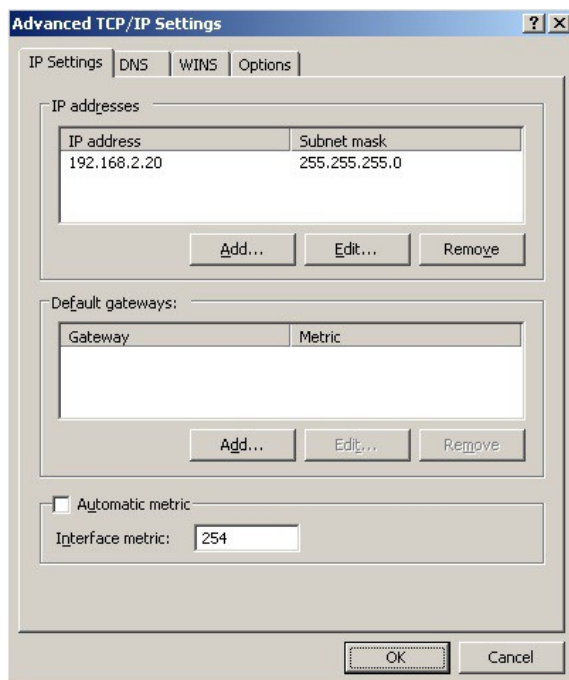 Advanced TCP/IP Settings
IP Settings DNS WINS Options
IP addresses
IP address Subnet mask
192.168.2.20 255.255.255.0
Add... Edit... Remove
Default gateways:
Gateway Metric
Add... Edit... Remove
Automatic metric
Interface metric: 254
OK Cancel